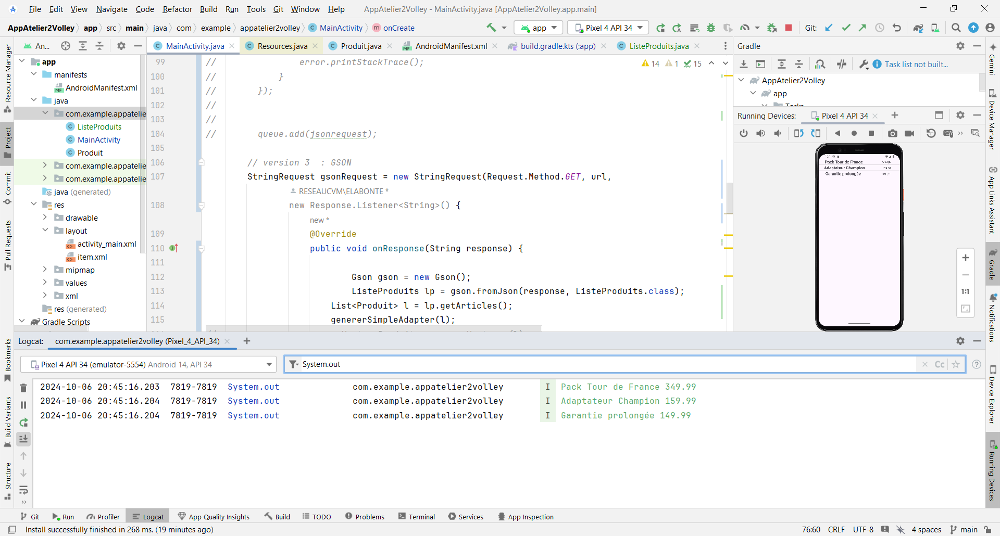 File Edit View Navigate Code Refactor Build Run Tools Git Window Help AppAtelier2Volley - MainActivity.java [AppAtelier2Volley.app.main]
AppAtelier2Volley app src main java com example appatelier2volley MainActivity onCreate app Pixel 4 API 34 Git:
An...
MainActivity.java Resources.java Produit.java AndroidManifest.xml build.gradle.kts (:app) ListeProduits.java
Gradle
Resource Manager
Project
Commit
Pull Requests
Bookmarks
Build Variants
Structure
app
manifests
AndroidManifest.xml
java
com.example.appatelie
ListeProduits
MainActivity
Produit
com.example.appatelie
com.example.appatelie
java (generated)
res
drawable
layout
activity_main.xml
item.xml
mipmap
values
xml
res (generated)
Gradle Scripts
14 1 15
99 // error.printStackTrace();
100 // }
101 // });
102 //
103 //
104 // queue.add(jsonrequest);
105
106 // version 3 : GSON
107 StringRequest gsonRequest = new StringRequest(Request.Method.GET, url,
RESEAUCVM\ELABONTE *
108 new Response.Listener<String>() {
new *
109 @Override
110 public void onResponse(String response) {
111
112 Gson gson = new Gson();
113 ListeProduits lp = gson.fromJson(response, ListeProduits.class);
114 List<Produit> l = lp.getArticles();
115 genererSimpleAdapter(l);
Task list not built...
AppAtelier2Volley
app
Tasks
Running Devices: Pixel 4 API 34
Pack Tour de France 349.99
Adaptateur Champion 159.99
Garantie prolongée 149.99
1:1
Gemini
Device Manager
App Links Assistant
Gradle
Notifications
Device Explorer
Running Devices
Logcat: com.example.appatelier2volley (Pixel_4_API_34)
Pixel 4 API 34 (emulator-5554) Android 14, API 34
System.out
Cc
2024-10-06 20:45:16.203 7819-7819 System.out com.example.appatelier2volley I Pack Tour de France 349.99
2024-10-06 20:45:16.204 7819-7819 System.out com.example.appatelier2volley I Adaptateur Champion 159.99
2024-10-06 20:45:16.204 7819-7819 System.out com.example.appatelier2volley I Garantie prolongée 149.99
Git Run Profiler Logcat App Quality Insights Build TODO Problems Terminal Services App Inspection
Install successfully finished in 268 ms. (19 minutes ago) 76:60 CRLF UTF-8 4 spaces main